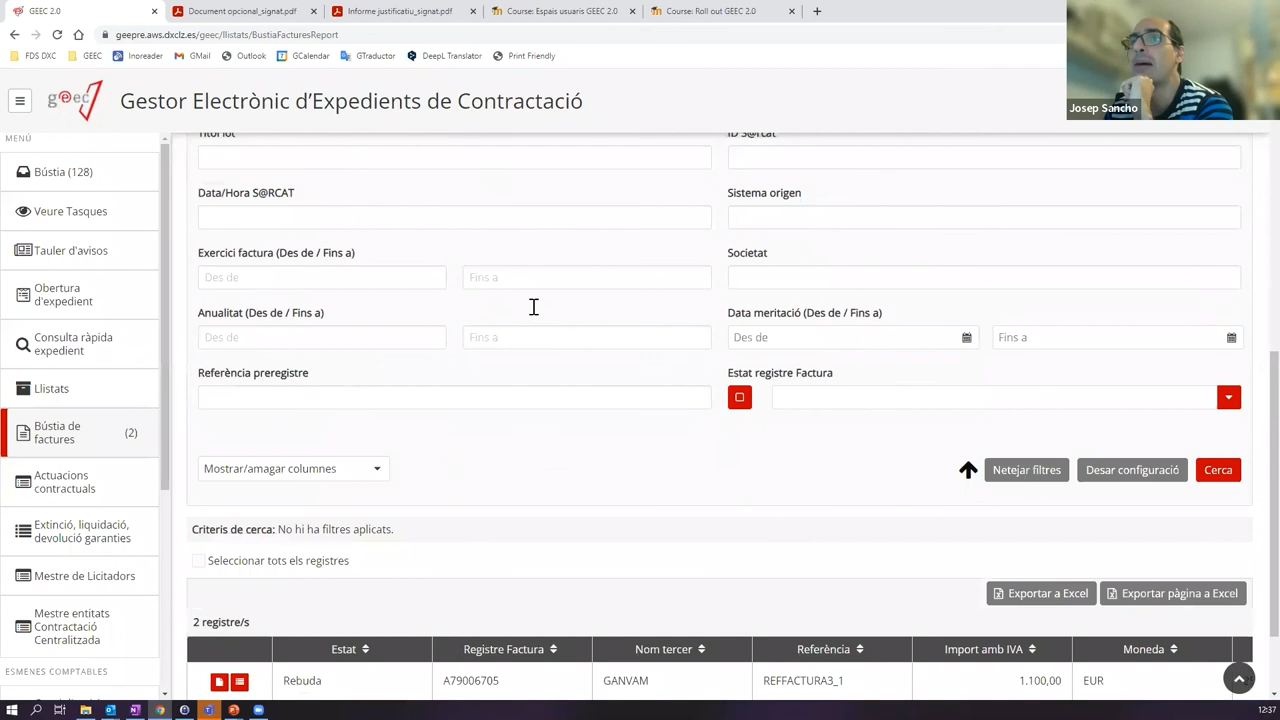 GEEC 2.0
Document opcional_signat.pdf
Informe justificatiu_signat.pdf
Course: Espais usuaris GEEC 2.0
Course: Roll out GEEC 2.0
geepre.aws.dxclz.es/geec/llistats/BustiaFacturesReport
FDS DXC
GEEC
Inoreader
GMail
Outlook
GCalendar
GTraductor
DeepL Translator
Print Friendly
geec
Gestor Electrònic d'Expedients de Contractació
Josep Sancho
MENÚ
Bústia (128)
Veure Tasques
Tauler d'avisos
Obertura
d'expedient
Consulta ràpida
expedient
Llistats
Bústia de
factures
(2)
Actuacions
contractuals
Extinció, liquidació,
devolució garanties
Mestre de Licitadors
Mestre entitats
Contractació
Centralitzada
ESMENES COMPTABLES
Títol lot
ID S@rcat
Data/Hora S@RCAT
Sistema origen
Exercici factura (Des de / Fins a)
Societat
Des de
Fins a
Anualitat (Des de / Fins a)
Data meritació (Des de / Fins a)
Des de
Fins a
Des de
Fins a
Referència preregistre
Estat registre Factura
Mostrar/amagar columnes
Netejar filtres
Desar configuració
Cerca
Criteris de cerca: No hi ha filtres aplicats.
Seleccionar tots els registres
Exportar a Excel
Exportar pàgina a Excel
2 registre/s
Estat
Registre Factura
Nom tercer
Referència
Import amb IVA
Moneda
Rebuda
A79006705
GANVAM
REFFACTURA3_1
1.100,00
EUR
12:37